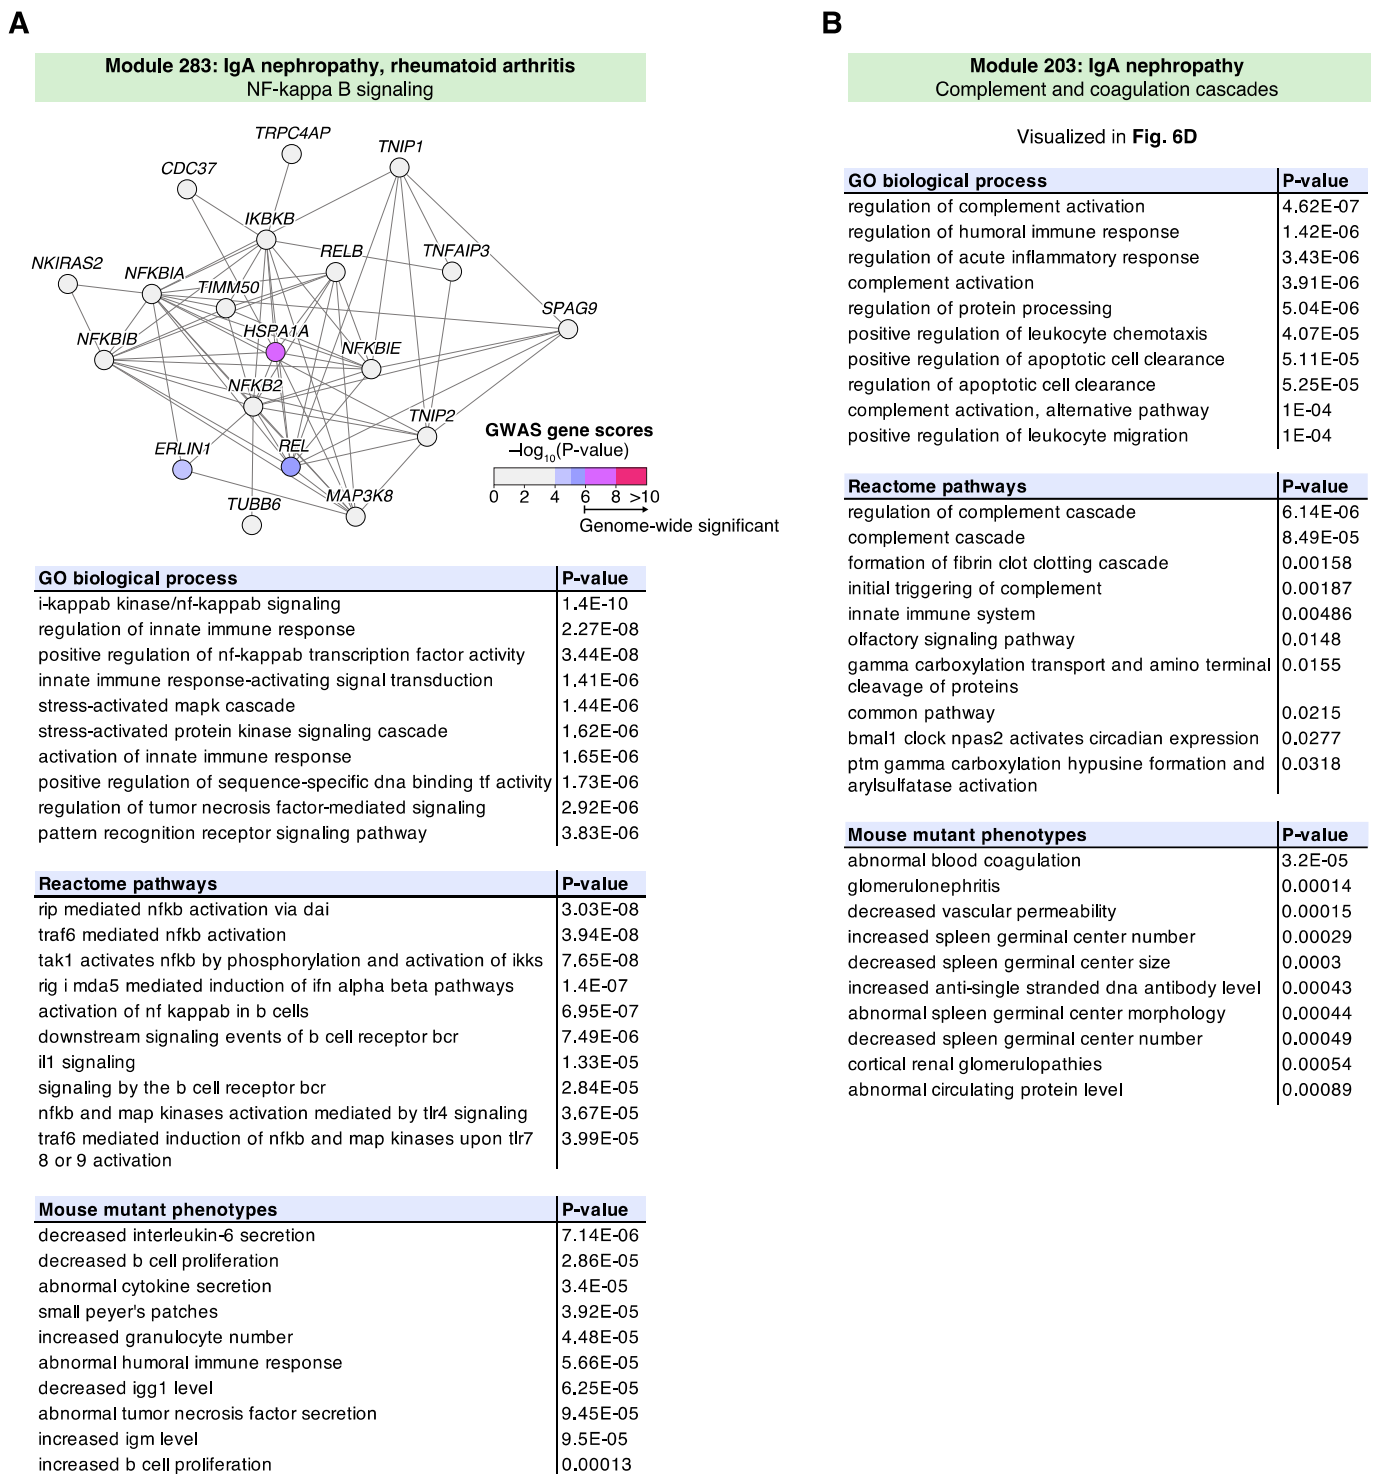 A
Module 283: IgA nephropathy, rheumatoid arthritis
NF-kappa B signaling
TRPC4AP
TNIP1
CDC37
IKBKB
RELB
TNFAIP3
NKIRAS2
NFKBIA
TIMM50
SPAG9
HSPA1A
NFKBIB
NFKBIE
NFKB2
TNIP2
ERLIN1
REL
TUBB6
MAP3K8
GWAS gene scores
−log10(P-value)
0 2 4 6 8 >10
Genome-wide significant
GO biological process P-value
i-kappab kinase/nf-kappab signaling 1.4E-10
regulation of innate immune response 2.27E-08
positive regulation of nf-kappab transcription factor activity 3.44E-08
innate immune response-activating signal transduction 1.41E-06
stress-activated mapk cascade 1.44E-06
stress-activated protein kinase signaling cascade 1.62E-06
activation of innate immune response 1.65E-06
positive regulation of sequence-specific dna binding tf activity 1.73E-06
regulation of tumor necrosis factor-mediated signaling 2.92E-06
pattern recognition receptor signaling pathway 3.83E-06
Reactome pathways P-value
rip mediated nfkb activation via dai 3.03E-08
traf6 mediated nfkb activation 3.94E-08
tak1 activates nfkb by phosphorylation and activation of ikks 7.65E-08
rig i mda5 mediated induction of ifn alpha beta pathways 1.4E-07
activation of nf kappab in b cells 6.95E-07
downstream signaling events of b cell receptor bcr 7.49E-06
il1 signaling 1.33E-05
signaling by the b cell receptor bcr 2.84E-05
nfkb and map kinases activation mediated by tlr4 signaling 3.67E-05
traf6 mediated induction of nfkb and map kinases upon tlr7 3.99E-05
8 or 9 activation
Mouse mutant phenotypes P-value
decreased interleukin-6 secretion 7.14E-06
decreased b cell proliferation 2.86E-05
abnormal cytokine secretion 3.4E-05
small peyer's patches 3.92E-05
increased granulocyte number 4.48E-05
abnormal humoral immune response 5.66E-05
decreased igg1 level 6.25E-05
abnormal tumor necrosis factor secretion 9.45E-05
increased igm level 9.5E-05
increased b cell proliferation 0.00013
B
Module 203: IgA nephropathy
Complement and coagulation cascades
Visualized in Fig. 6D
GO biological process P-value
regulation of complement activation 4.62E-07
regulation of humoral immune response 1.42E-06
regulation of acute inflammatory response 3.43E-06
complement activation 3.91E-06
regulation of protein processing 5.04E-06
positive regulation of leukocyte chemotaxis 4.07E-05
positive regulation of apoptotic cell clearance 5.11E-05
regulation of apoptotic cell clearance 5.25E-05
complement activation, alternative pathway 1E-04
positive regulation of leukocyte migration 1E-04
Reactome pathways P-value
regulation of complement cascade 6.14E-06
complement cascade 8.49E-05
formation of fibrin clot clotting cascade 0.00158
initial triggering of complement 0.00187
innate immune system 0.00486
olfactory signaling pathway 0.0148
gamma carboxylation transport and amino terminal 0.0155
cleavage of proteins
common pathway 0.0215
bmal1 clock npas2 activates circadian expression 0.0277
ptm gamma carboxylation hypusine formation and 0.0318
arylsulfatase activation
Mouse mutant phenotypes P-value
abnormal blood coagulation 3.2E-05
glomerulonephritis 0.00014
decreased vascular permeability 0.00015
increased spleen germinal center number 0.00029
decreased spleen germinal center size 0.0003
increased anti-single stranded dna antibody level 0.00043
abnormal spleen germinal center morphology 0.00044
decreased spleen germinal center number 0.00049
cortical renal glomerulopathies 0.00054
abnormal circulating protein level 0.00089